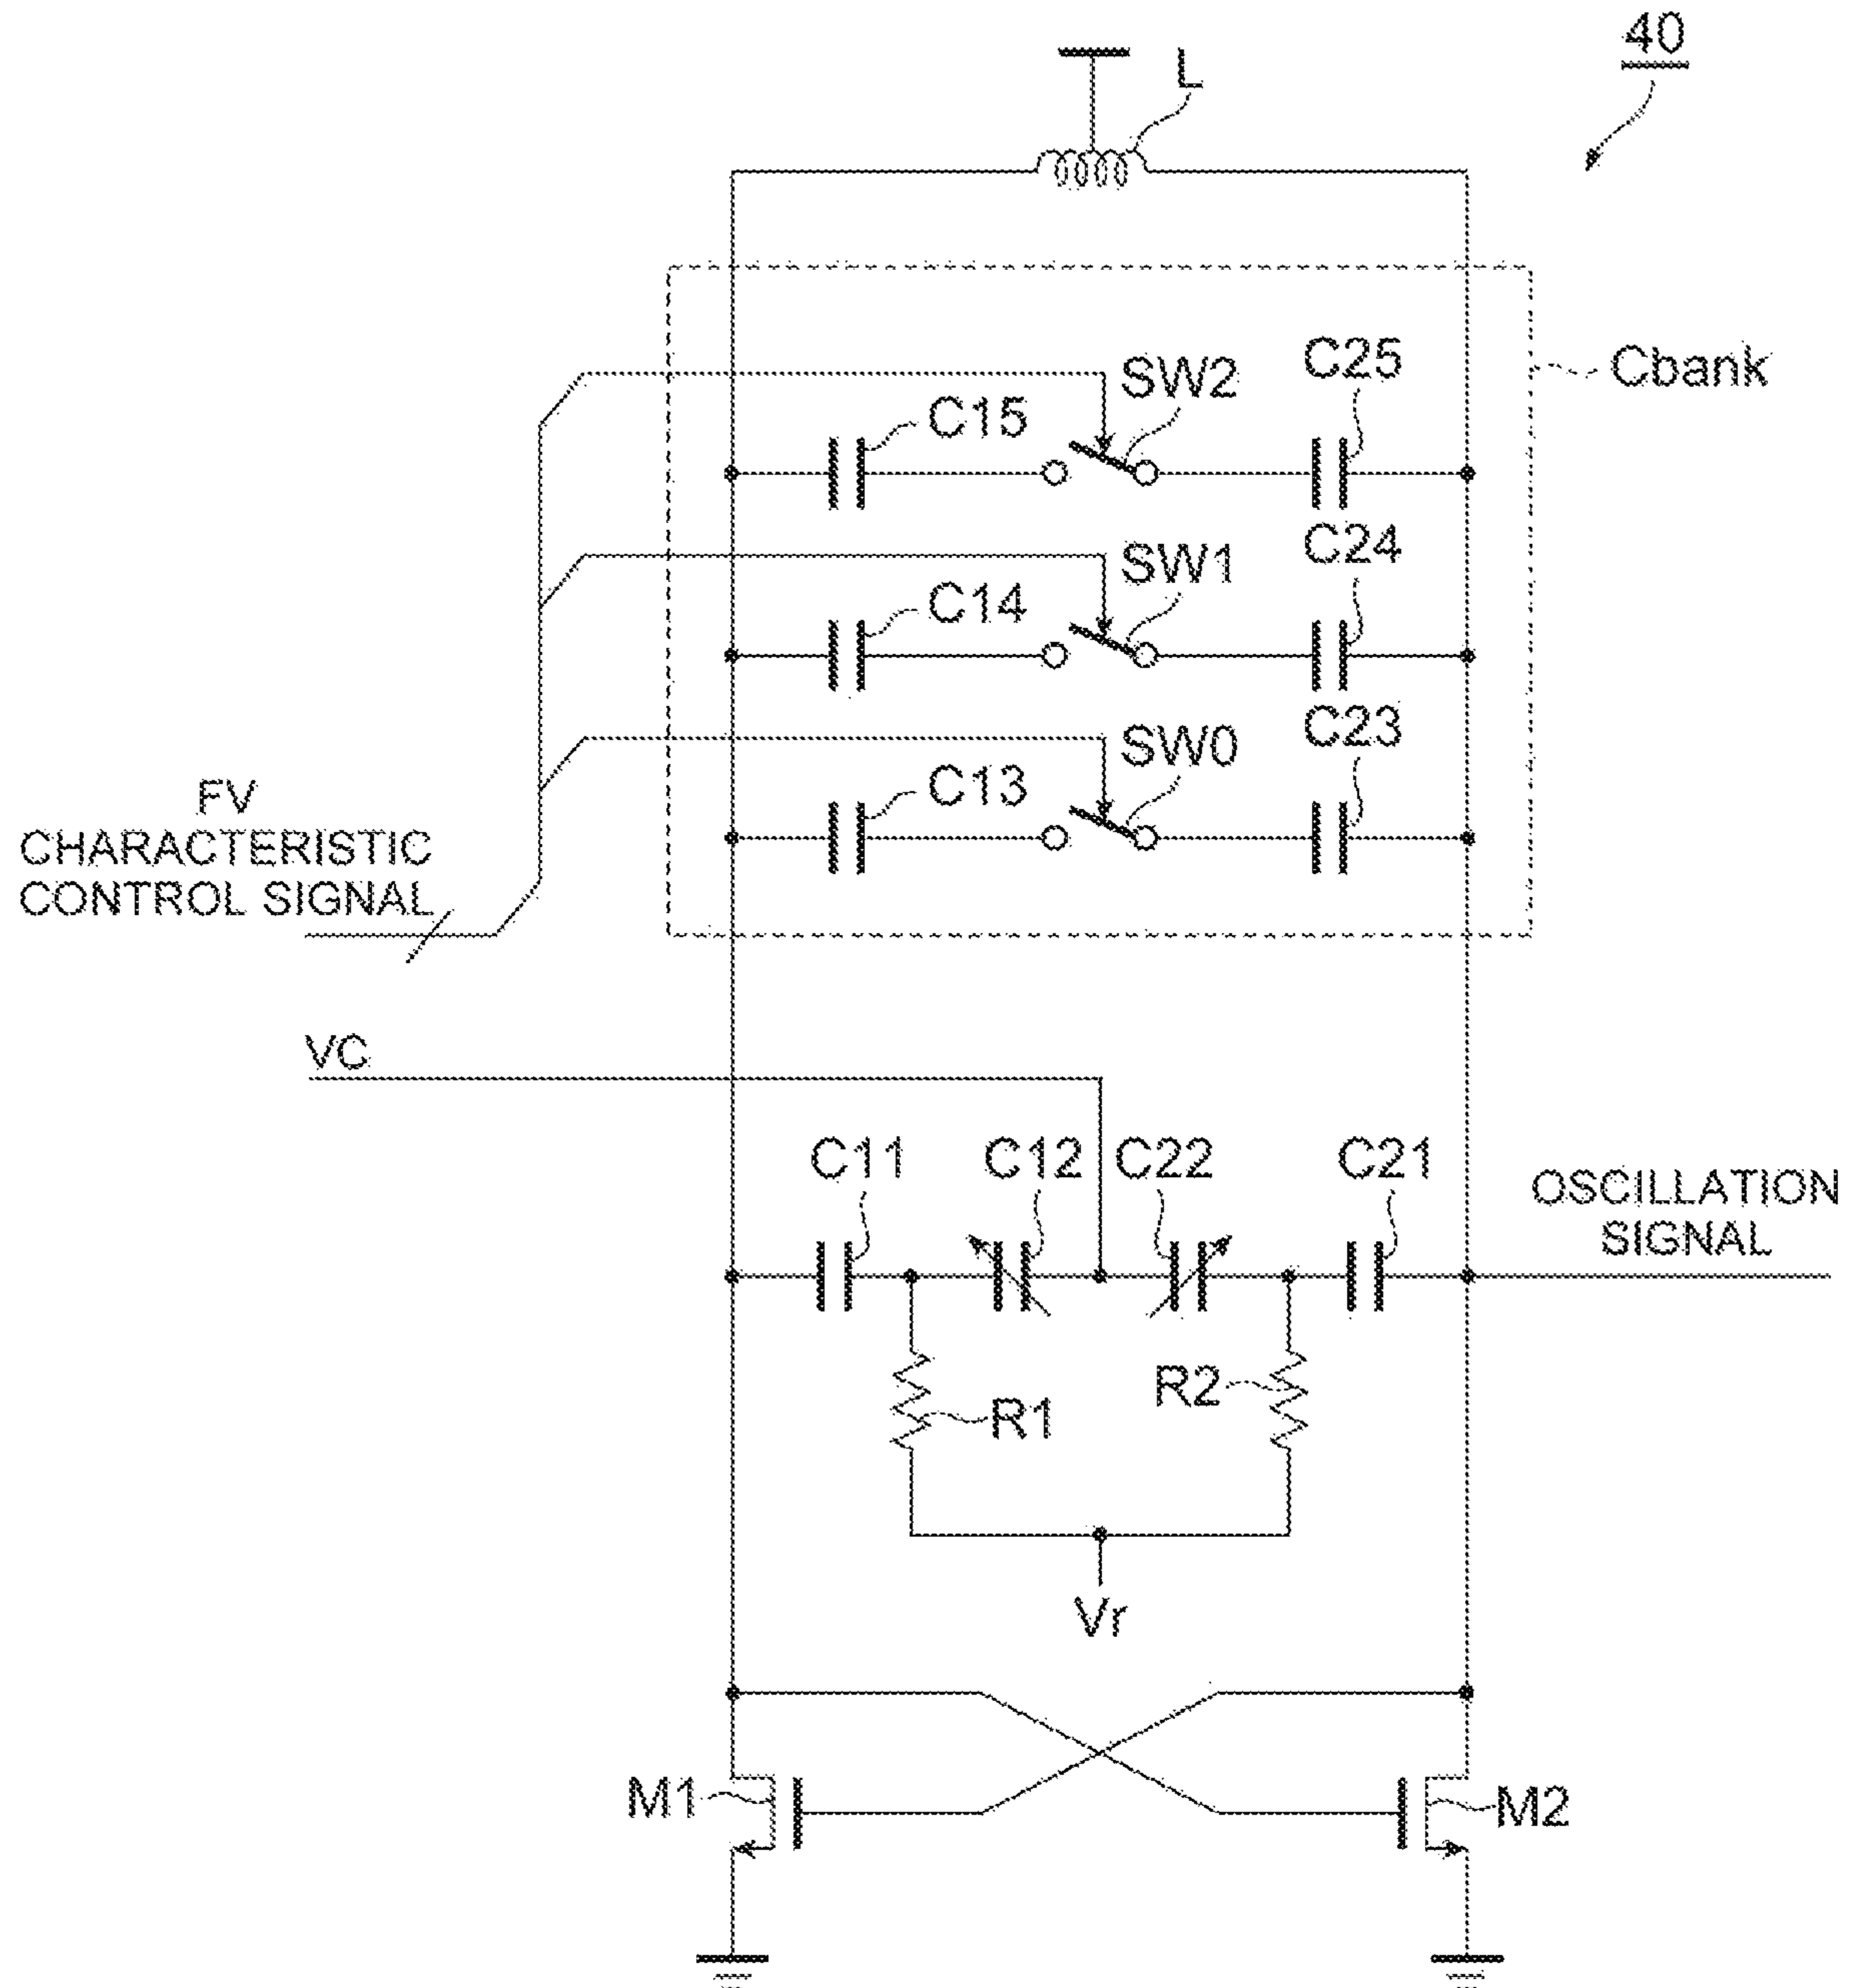 40
L
C25
SW2
Cbank
C15
C24
SW1
C14
C23
SW0
C13
FV
CHARACTERISTIC
CONTROL SIGNAL
VC
C11
C12
C22
C21
OSCILLATION
SIGNAL
R1
R2
Vr
M1
M2